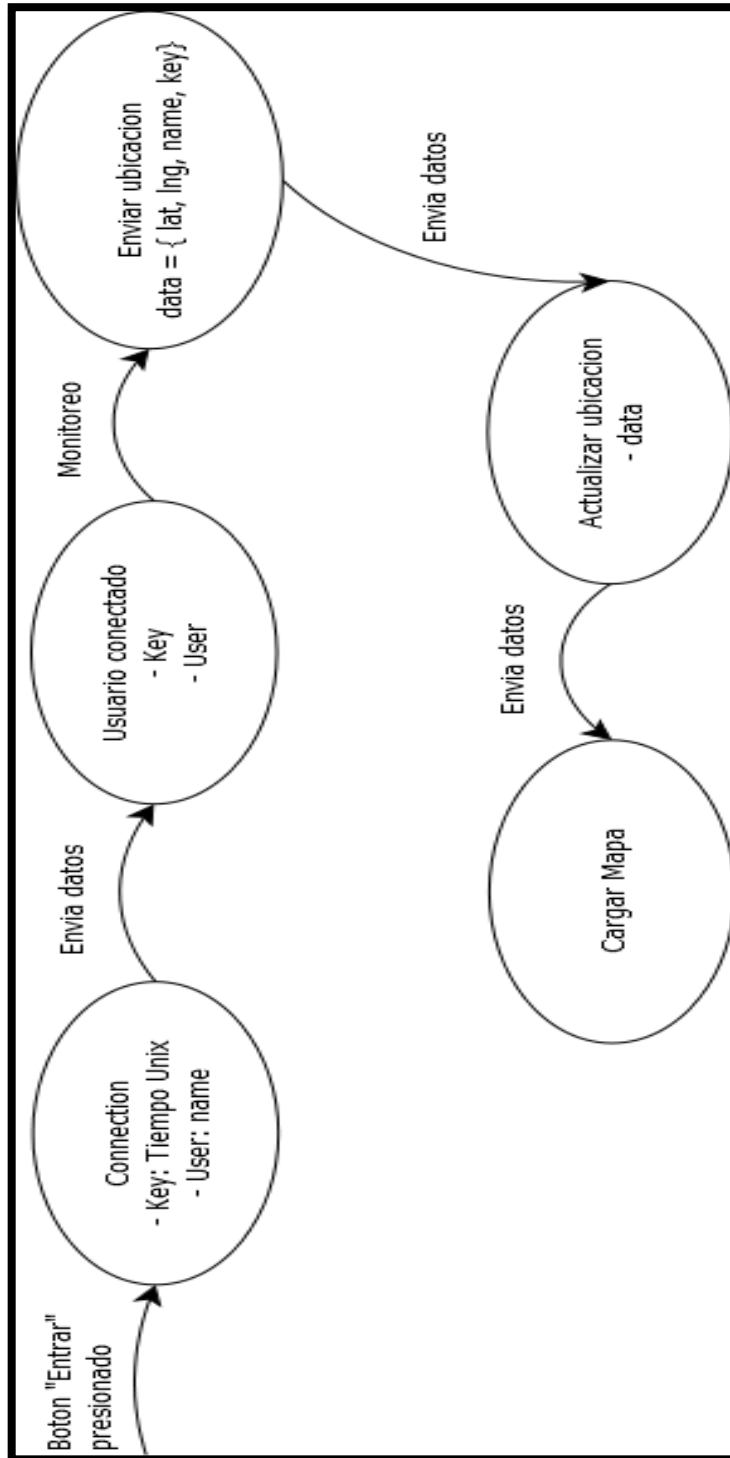 Boton "Entrar"
presionado
Connection
- Key: Tiempo Unix
- User: name
Envia datos
Usuario conectado
- Key
- User
Monitoreo
Enviar ubicacion
data = { lat, lng, name, key}
Envia datos
Actualizar ubicacion
- data
Envia datos
Cargar Mapa